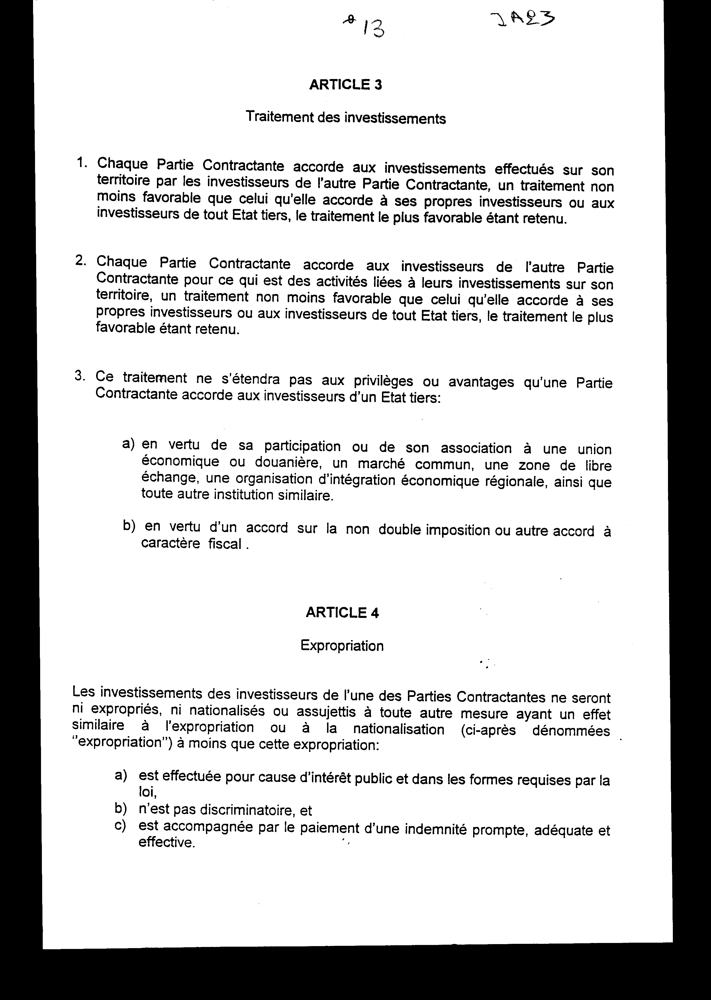 13
ARTICLE 3
Traitement des investissements
1. Chaque Partie Contractante accorde aux investissements effectués sur son
territoire par les investisseurs de l'autre Partie Contractante, un traitement non
moins favorable que celui qu'elle accorde à ses propres investisseurs ou aux
investisseurs de tout Etat tiers, le traitement le plus favorable étant retenu.
2. Chaque Partie Contractante accorde aux investisseurs de l'autre Partie
Contractante pour ce qui est des activités liées à leurs investissements sur son
territoire, un traitement non moins favorable que celui qu'elle accorde à ses
propres investisseurs ou aux investisseurs de tout Etat tiers, le traitement le plus
favorable étant retenu.
3. Ce traitement ne s'étendra pas aux privilèges ou avantages qu'une Partie
Contractante accorde aux investisseurs d'un Etat tiers:
a) en vertu de sa participation ou de son association à une union
économique ou douanière, un marché commun, une zone de libre
échange, une organisation d'intégration économique régionale, ainsi que
toute autre institution similaire.
b) en vertu d'un accord sur la non double imposition ou autre accord à
caractère fiscal .
ARTICLE 4
Expropriation
Les investissements des investisseurs de l'une des Parties Contractantes ne seront
ni expropriés, ni nationalisés ou assujettis à toute autre mesure ayant un effet
similaire à l'expropriation ou à la nationalisation (ci-après dénommées
"expropriation") à moins que cette expropriation:
a) est effectuée pour cause d'intérêt public et dans les formes requises par la
loi,
b) n'est pas discriminatoire, et
c) est accompagnée par le paiement d'une indemnité prompte, adéquate et
effective.